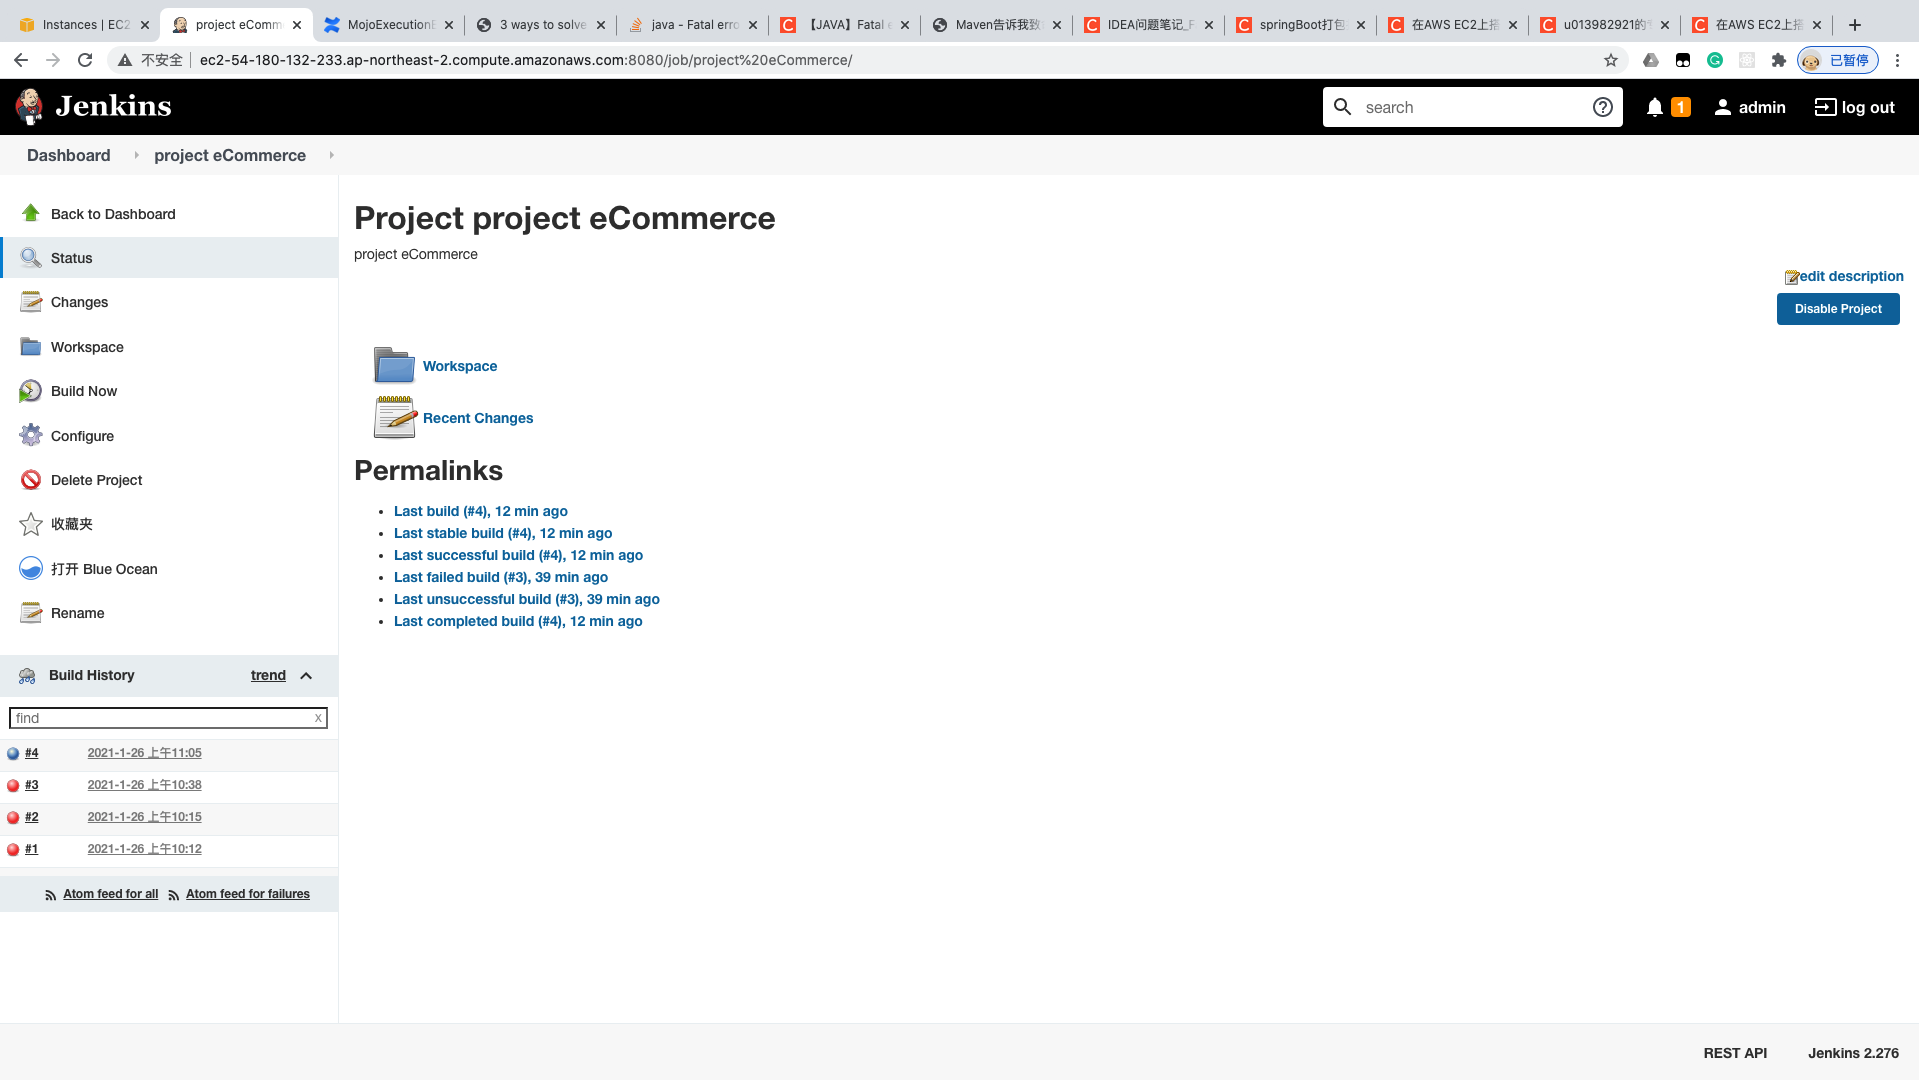 Instances | EC2
project eComm
MojoExecutionE
3 ways to solve
java - Fatal erro
【JAVA】Fatal e
Maven告诉我致
IDEA问题笔记_F
springBoot打包
在AWS EC2上搭
u013982921的
在AWS EC2上搭
不安全
ec2-54-180-132-233.ap-northeast-2.compute.amazonaws.com:8080/job/project%20eCommerce/
已暂停
Jenkins
search
1
admin
log out
Dashboard
project eCommerce
Back to Dashboard
Status
Changes
Workspace
Build Now
Configure
Delete Project
收藏夹
打开 Blue Ocean
Rename
Build History
trend
find
x
#4 2021-1-26 上午11:05
#3 2021-1-26 上午10:38
#2 2021-1-26 上午10:15
#1 2021-1-26 上午10:12
Atom feed for all
Atom feed for failures
Project project eCommerce
project eCommerce
edit description
Disable Project
Workspace
Recent Changes
Permalinks
Last build (#4), 12 min ago
Last stable build (#4), 12 min ago
Last successful build (#4), 12 min ago
Last failed build (#3), 39 min ago
Last unsuccessful build (#3), 39 min ago
Last completed build (#4), 12 min ago
REST API
Jenkins 2.276